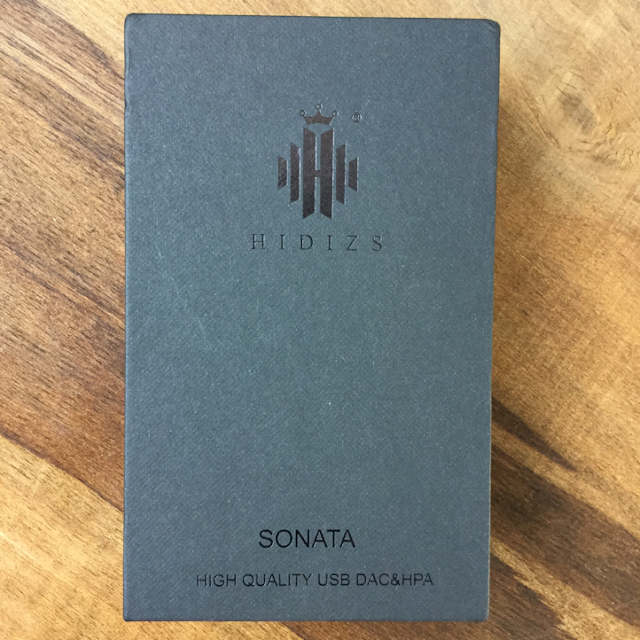 ®
HIDIZS
SONATA
HIGH QUALITY USB DAC&HPA